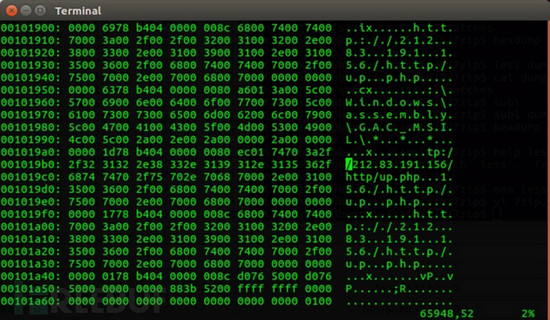 Terminal
00101900: 0000 6978 b404 0000 008c 6800 7400 7400 ..ix......h.t.t.
00101910: 7000 3a00 2f00 2f00 3200 3100 3200 2e00 p.:././.2.1.2...
00101920: 3800 3300 2e00 3100 3900 3100 2e00 3100 8.3...1.9.1...1.
00101930: 3500 3600 2f00 6800 7400 7400 7000 2f00 5.6./.h.t.t.p./.
00101940: 7500 7000 2e00 7000 6800 7000 0000 0000 u.p...p.h.p.....
00101950: 0000 6378 b404 0000 0080 a601 3a00 5c00 ..cx........:.\.
00101960: 5700 6900 6e00 6400 6f00 7700 7300 5c00 W.i.n.d.o.w.s.\.
00101970: 6100 7300 7300 6500 6d00 6200 6c00 7900 a.s.s.e.m.b.l.y.
00101980: 5c00 4700 4100 4300 5f00 4d00 5300 4900 \.G.A.C._.M.S.I.
00101990: 4c00 5c00 2a00 2e00 2a00 0000 2a00 0000 L.\.*...*...*...
001019a0: 0000 1d78 b404 0000 0080 ec01 7470 3a2f ...x........tp:/
001019b0: 2f32 3132 2e38 332e 3139 312e 3135 362f /212.83.191.156/
001019c0: 6874 7470 2f75 702e 7068 7000 2e00 3100 http/up.php...1.
001019d0: 3500 3600 2f00 6800 7400 7400 7000 2f00 5.6./.h.t.t.p./.
001019e0: 7500 7000 2e00 7000 6800 7000 0000 0000 u.p...p.h.p.....
001019f0: 0000 1778 b404 0000 008c 6800 7400 7400 ...x......h.t.t.
00101a00: 7000 3a00 2f00 2f00 3200 3100 3200 2e00 p.:././.2.1.2...
00101a10: 3800 3300 2e00 3100 3900 3100 2e00 3100 8.3...1.9.1...1.
00101a20: 3500 3600 2f00 6800 7400 7400 7000 2f00 5.6./.h.t.t.p./.
00101a30: 7500 7000 2e00 7000 6800 7000 0000 0000 u.p...p.h.p.....
00101a40: 0000 0178 b404 0000 008c d076 5000 d076 ...x.......vP..v
00101a50: 5000 0000 0000 883b 5200 ffff ffff 0000 P......;R.......
00101a60: 0000 0000 0000 0000 0000 0000 0000 0100 ................
65948,52 2%